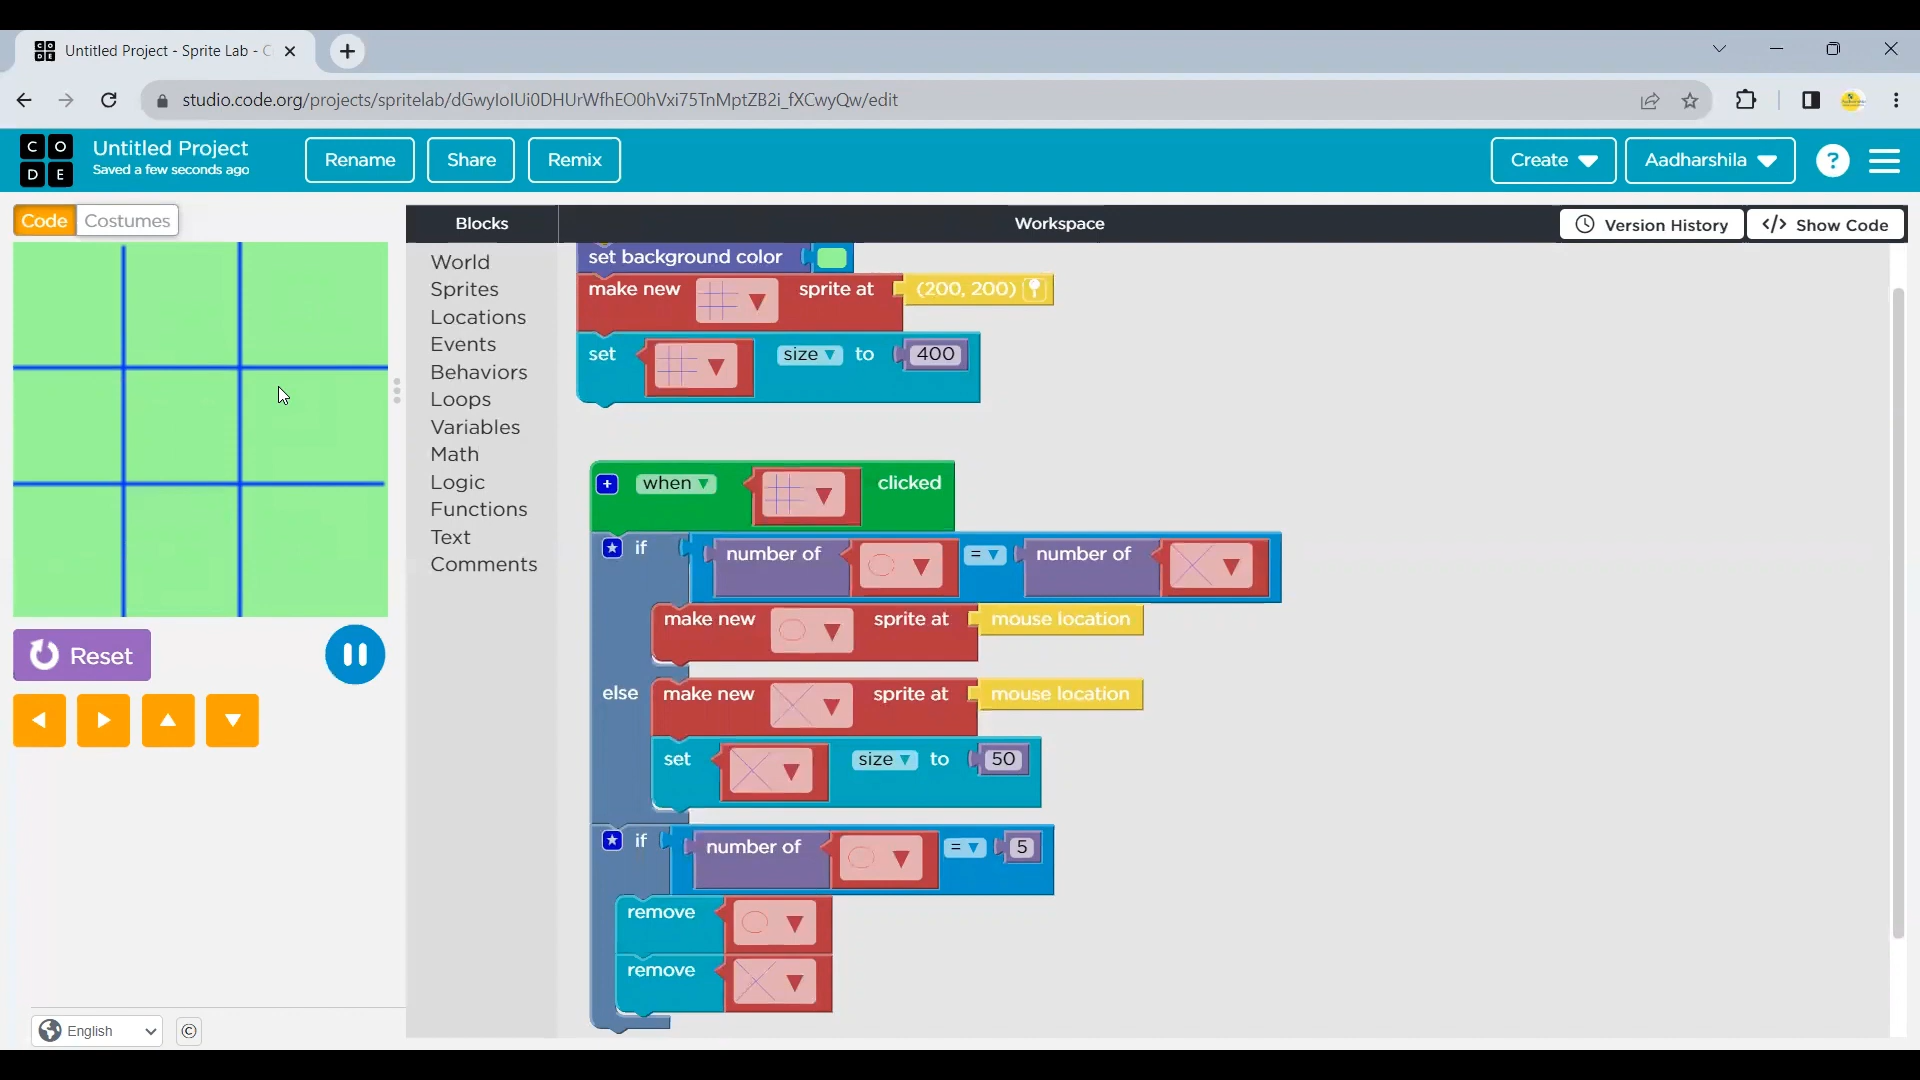 Untitled Project - Sprite Lab - C
studio.code.org/projects/spritelab/dGwyloIUi0DHUrWfhEO0hVxi75TnMptZB2i_fXCwyQw/edit
C O
D E
Untitled Project
Saved a few seconds ago
Rename
Share
Remix
Create
Aadharshila
?
Code
Costumes
Blocks
Workspace
Version History
</> Show Code
World
Sprites
Locations
Events
Behaviors
Loops
Variables
Math
Logic
Functions
Text
Comments
set background color
make new sprite at (200, 200)
set size to 400
when clicked
if number of = number of
make new sprite at mouse location
else make new sprite at mouse location
set size to 50
if number of = 5
remove
remove
Reset
English
©